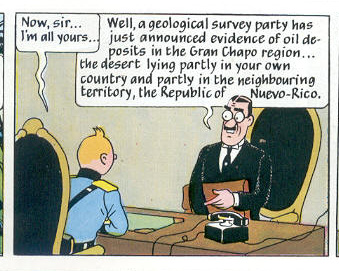 Now, sir...
I'm all yours...
Well, a geological survey party has
just announced evidence of oil de-
posits in the Gran Chapo region...
the desert lying partly in your own
country and partly in the neighbouring
territory, the Republic of Nuevo-Rico.